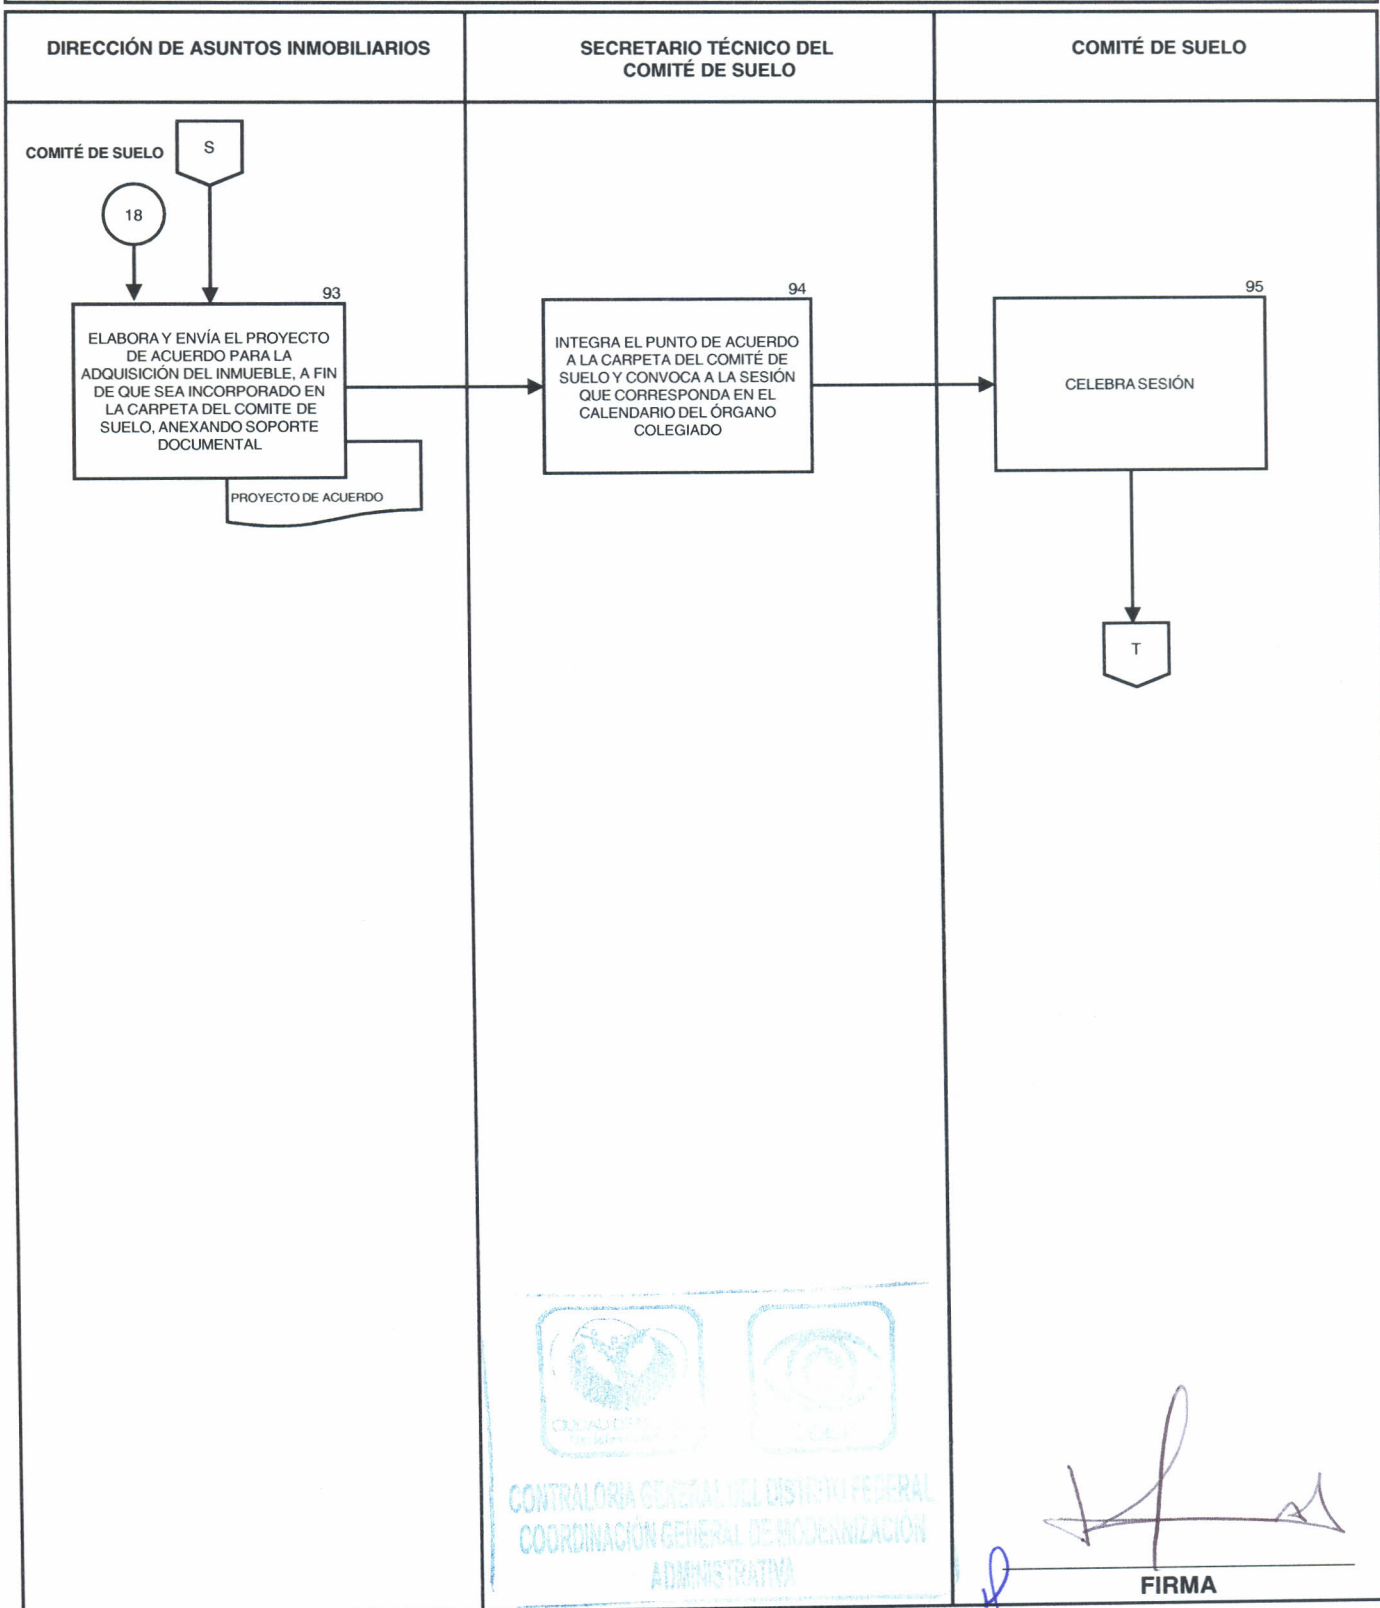 DIRECCIÓN DE ASUNTOS INMOBILIARIOS
SECRETARIO TÉCNICO DEL
COMITÉ DE SUELO
COMITÉ DE SUELO
COMITÉ DE SUELO
S
18
93
ELABORA Y ENVÍA EL PROYECTO
DE ACUERDO PARA LA
ADQUISICIÓN DEL INMUEBLE, A FIN
DE QUE SEA INCORPORADO EN
LA CARPETA DEL COMITE DE
SUELO, ANEXANDO SOPORTE
DOCUMENTAL
PROYECTO DE ACUERDO
94
INTEGRA EL PUNTO DE ACUERDO
A LA CARPETA DEL COMITÉ DE
SUELO Y CONVOCA A LA SESIÓN
QUE CORRESPONDA EN EL
CALENDARIO DEL ÓRGANO
COLEGIADO
95
CELEBRA SESIÓN
T
CONTRALORIA GENERAL DEL DISTRITO FEDERAL
COORDINACIÓN GENERAL DE MODERNIZACIÓN
ADMINISTRATIVA
FIRMA